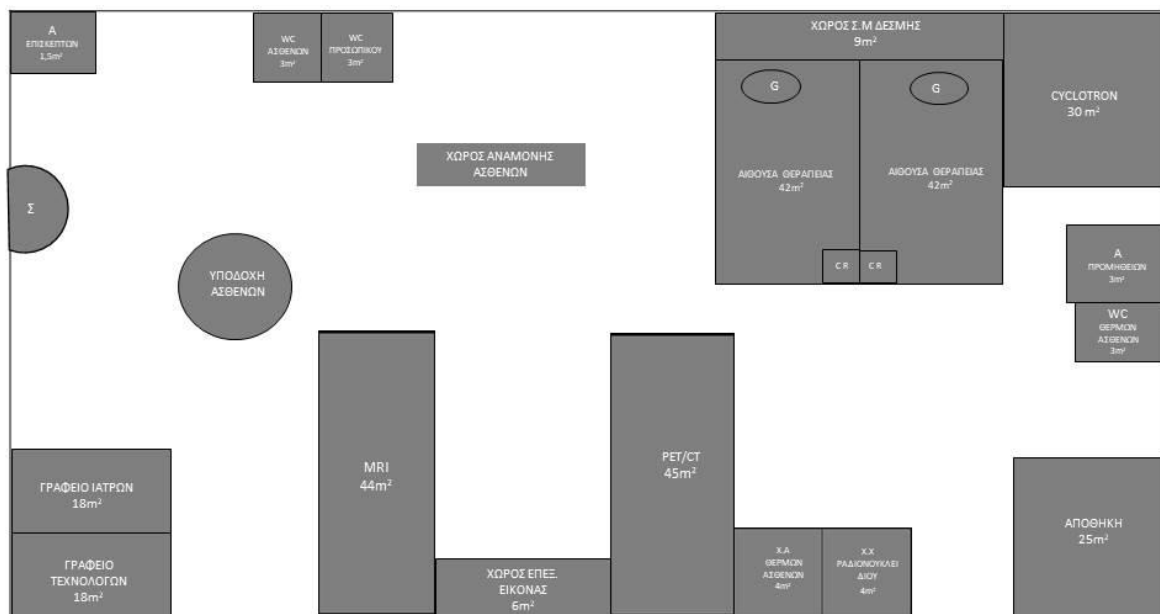 Α
ΕΠΙΣΚΕΠΤΩΝ
1,5m²
WC
ΑΣΘΕΝΩΝ
3m²
WC
ΠΡΟΣΩΠΙΚΟΥ
3m²
ΧΩΡΟΣ Σ.Μ ΔΕΣΜΗΣ
9m²
G
G
CYCLOTRON
30 m²
ΧΩΡΟΣ ΑΝΑΜΟΝΗΣ
ΑΣΘΕΝΩΝ
ΑΙΘΟΥΣΑ ΘΕΡΑΠΕΙΑΣ
42m²
ΑΙΘΟΥΣΑ ΘΕΡΑΠΕΙΑΣ
42m²
Σ
C R
C R
Α
ΠΡΟΜΗΘΕΙΩΝ
3m²
ΥΠΟΔΟΧΗ
ΑΣΘΕΝΩΝ
WC
ΘΕΡΜΩΝ
ΑΣΘΕΝΩΝ
3m²
ΓΡΑΦΕΙΟ ΙΑΤΡΩΝ
18m²
MRI
44m²
PET/CT
45m²
ΑΠΟΘΗΚΗ
25m²
ΓΡΑΦΕΙΟ
ΤΕΧΝΟΛΟΓΩΝ
18m²
ΧΩΡΟΣ ΕΠΕΞ.
ΕΙΚΟΝΑΣ
6m²
Χ.Α
ΘΕΡΜΩΝ
ΑΣΘΕΝΩΝ
4m²
Χ.Χ
ΡΑΔΙΟΝΟΥΚΛΕΙ
ΔΙΟΥ
4m²